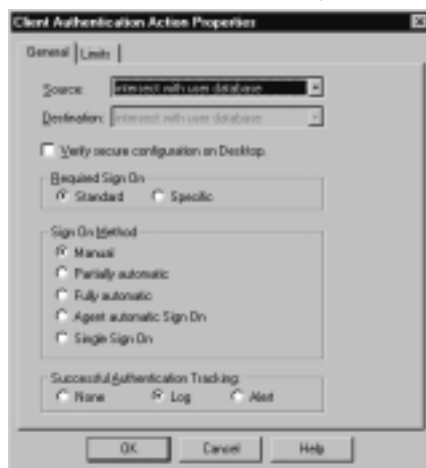 Client Authentication Action Properties
General Limits
Source: intersect with user database
Destination: intersect with user database
Verify secure configuration on Desktop.
Required Sign On
Standard Specific
Sign On Method
Manual
Partially automatic
Fully automatic
Agent automatic Sign On
Single Sign On
Successful Authentication Tracking:
None Log Alert
OK Cancel Help